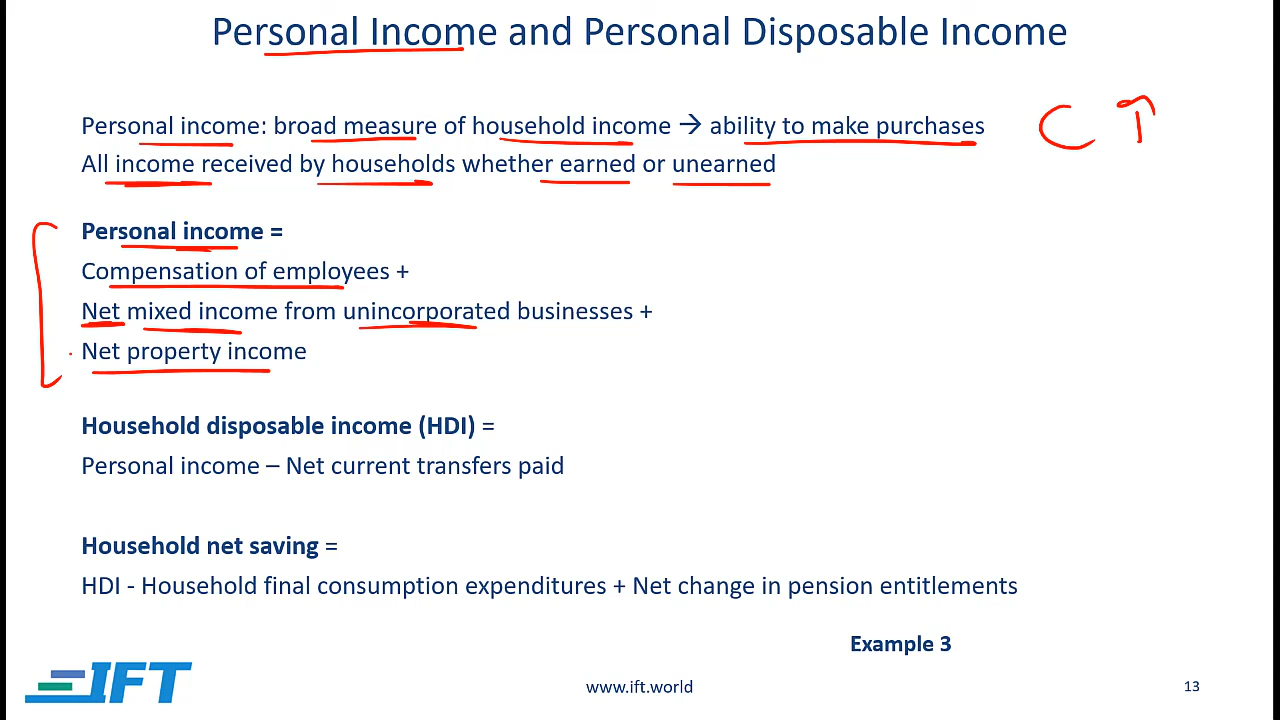 Personal Income and Personal Disposable Income
Personal income: broad measure of household income → ability to make purchases
C ↑
All income received by households whether earned or unearned
Personal income =
Compensation of employees +
Net mixed income from unincorporated businesses +
Net property income
Household disposable income (HDI) =
Personal income – Net current transfers paid
Household net saving =
HDI - Household final consumption expenditures + Net change in pension entitlements
Example 3
IFT
www.ift.world
13